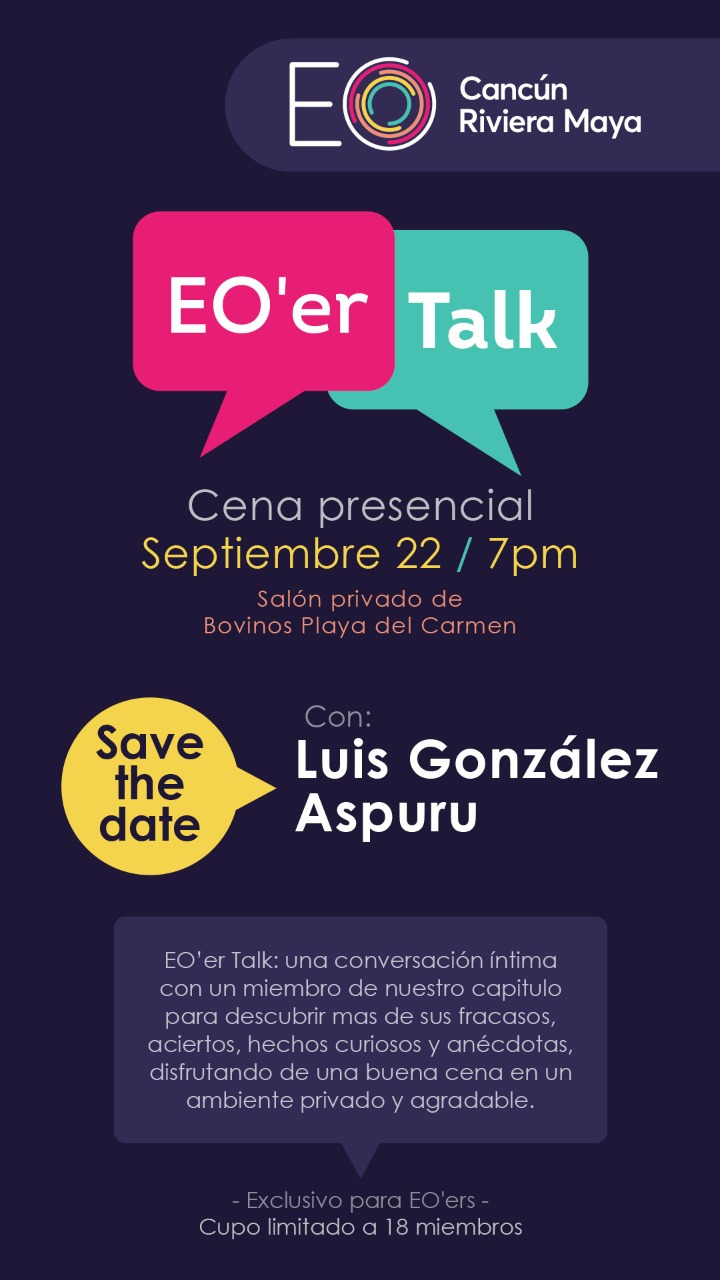 EO Cancún
Riviera Maya
EO'er Talk
Cena presencial
Septiembre 22 / 7pm
Salón privado de
Bovinos Playa del Carmen
Save
the
date
Con:
Luis González
Aspuru
EO’er Talk: una conversación íntima
con un miembro de nuestro capitulo
para descubrir mas de sus fracasos,
aciertos, hechos curiosos y anécdotas,
disfrutando de una buena cena en un
ambiente privado y agradable.
- Exclusivo para EO'ers -
Cupo limitado a 18 miembros